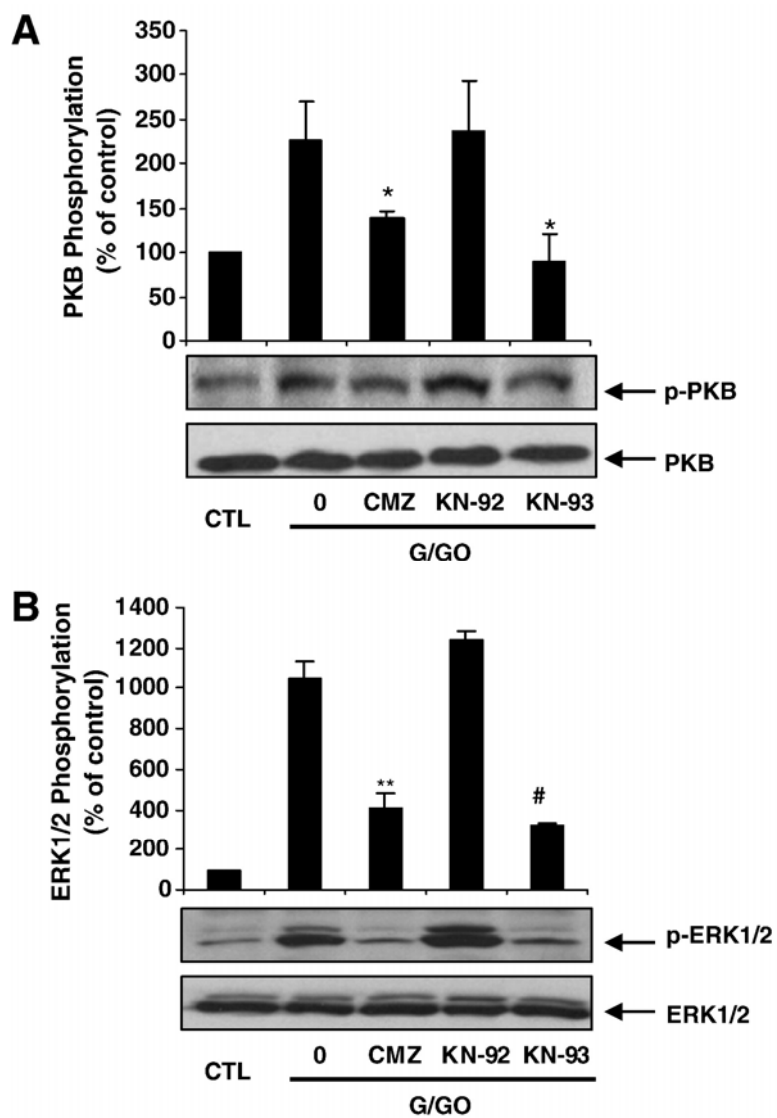 A
PKB Phosphorylation
(% of control)
350
300
250
200
150
100
50
0
*
*
p-PKB
PKB
CTL
0 CMZ KN-92 KN-93
G/GO
B
ERK1/2 Phosphorylation
(% of control)
1400
1200
1000
800
600
400
200
0
**
#
p-ERK1/2
ERK1/2
CTL
0 CMZ KN-92 KN-93
G/GO